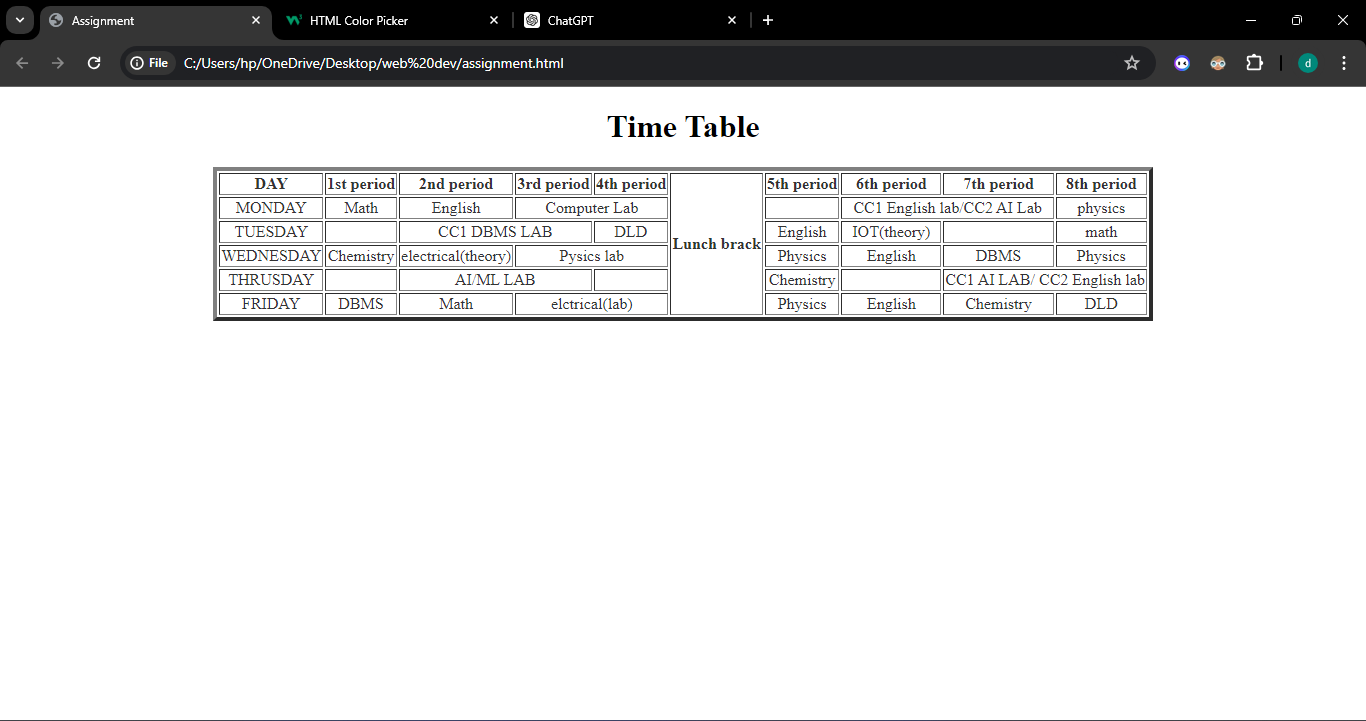 Assignment
HTML Color Picker
ChatGPT
File C:/Users/hp/OneDrive/Desktop/web%20dev/assignment.html
d
Time Table
DAY 1st period 2nd period 3rd period 4th period Lunch brack 5th period 6th period 7th period 8th period
MONDAY Math English Computer Lab CC1 English lab/CC2 AI Lab physics
TUESDAY CC1 DBMS LAB DLD English IOT(theory) math
WEDNESDAY Chemistry electrical(theory) Pysics lab Physics English DBMS Physics
THRUSDAY AI/ML LAB Chemistry CC1 AI LAB/ CC2 English lab
FRIDAY DBMS Math elctrical(lab) Physics English Chemistry DLD